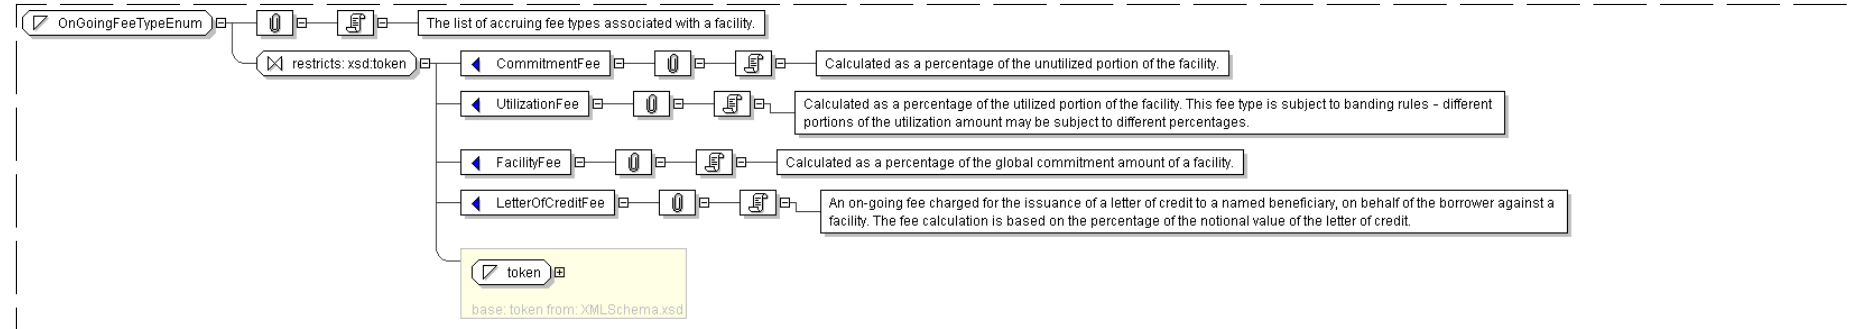 OnGoingFeeTypeEnum
The list of accruing fee types associated with a facility.
restricts: xsd:token
CommitmentFee
Calculated as a percentage of the unutilized portion of the facility.
UtilizationFee
Calculated as a percentage of the utilized portion of the facility. This fee type is subject to banding rules - different
portions of the utilization amount may be subject to different percentages.
FacilityFee
Calculated as a percentage of the global commitment amount of a facility.
LetterOfCreditFee
An on-going fee charged for the issuance of a letter of credit to a named beneficiary, on behalf of the borrower against a
facility. The fee calculation is based on the percentage of the notional value of the letter of credit.
token
base: token from: XMLSchema.xsd